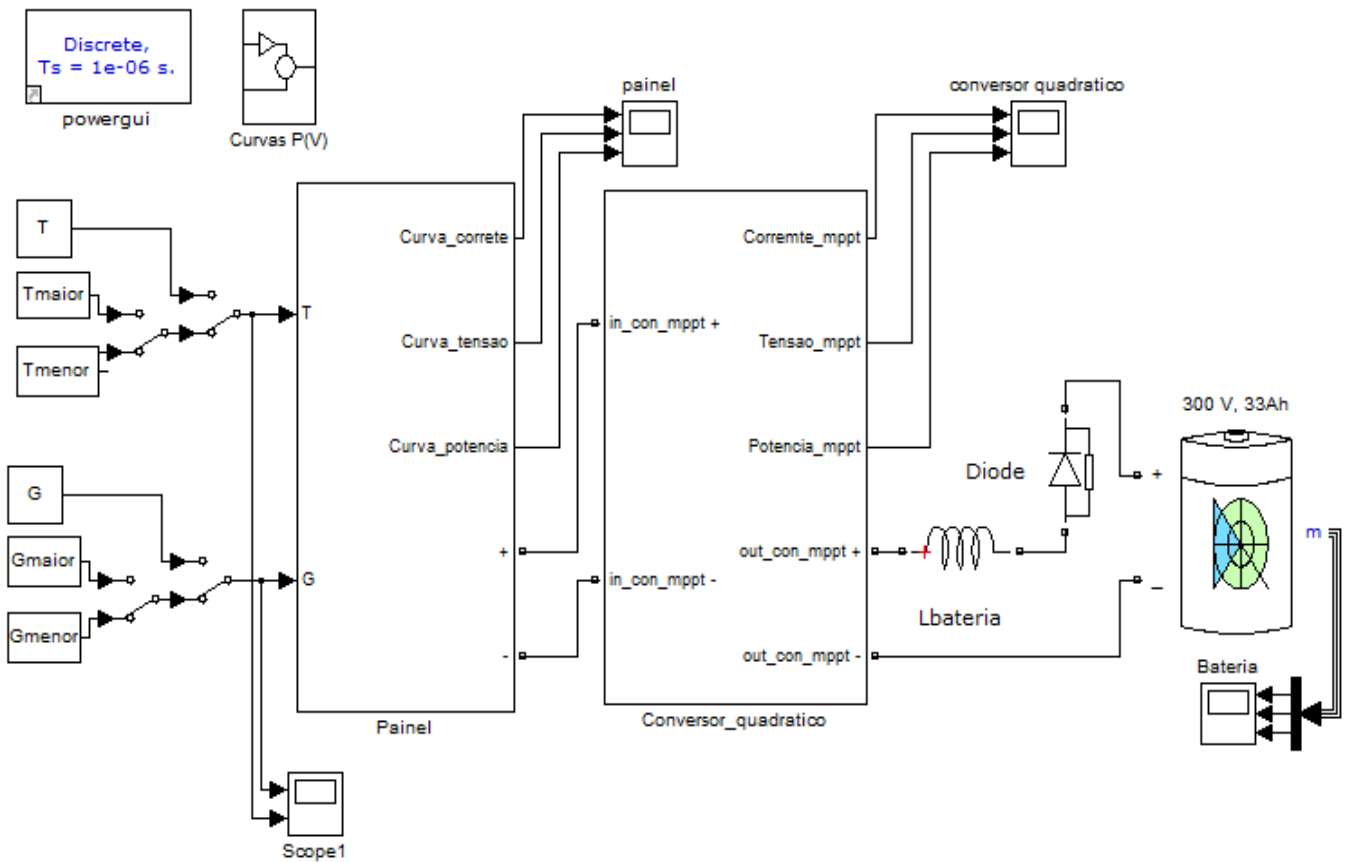 Discrete,
Ts = 1e-06 s.
powergui
Curvas P(V)
painel
conversor quadratico
T
Tmaior
Tmenor
G
Gmaior
Gmenor
T
G
Curva_correte
Curva_tensao
Curva_potencia
+
-
Painel
Scope1
in_con_mppt +
in_con_mppt -
Corremte_mppt
Tensao_mppt
Potencia_mppt
out_con_mppt +
out_con_mppt -
Conversor_quadratico
Diode
Lbateria
300 V, 33Ah
+
_
m
Bateria